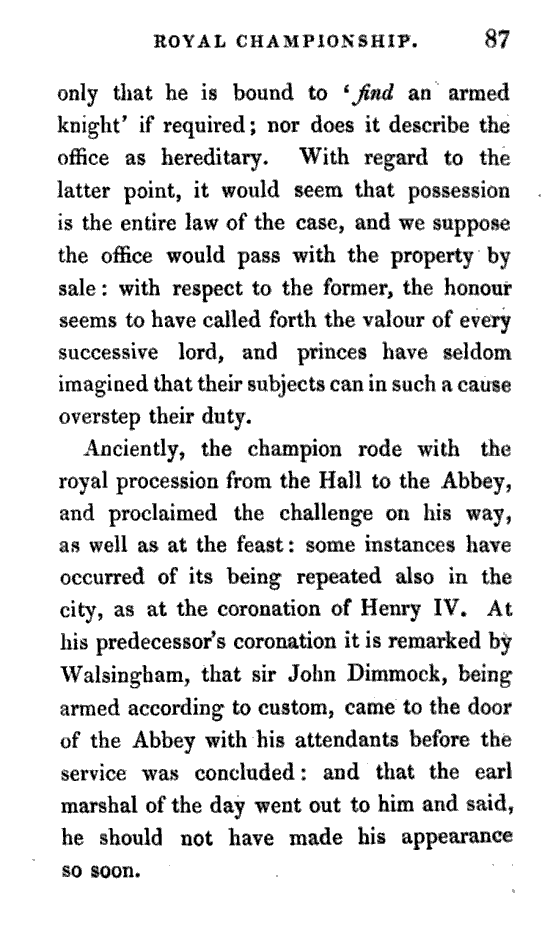 ROYAL CHAMPIONSHIP. 87
only that he is bound to ‘find an armed
knight’ if required; nor does it describe the
office as hereditary. With regard to the
latter point, it would seem that possession
is the entire law of the case, and we suppose
the office would pass with the property by
sale: with respect to the former, the honour
seems to have called forth the valour of every
successive lord, and princes have seldom
imagined that their subjects can in such a cause
overstep their duty.
Anciently, the champion rode with the
royal procession from the Hall to the Abbey,
and proclaimed the challenge on his way,
as well as at the feast: some instances have
occurred of its being repeated also in the
city, as at the coronation of Henry IV. At
his predecessor’s coronation it is remarked by
Walsingham, that sir John Dimmock, being
armed according to custom, came to the door
of the Abbey with his attendants before the
service was concluded: and that the earl
marshal of the day went out to him and said,
he should not have made his appearance
so soon.